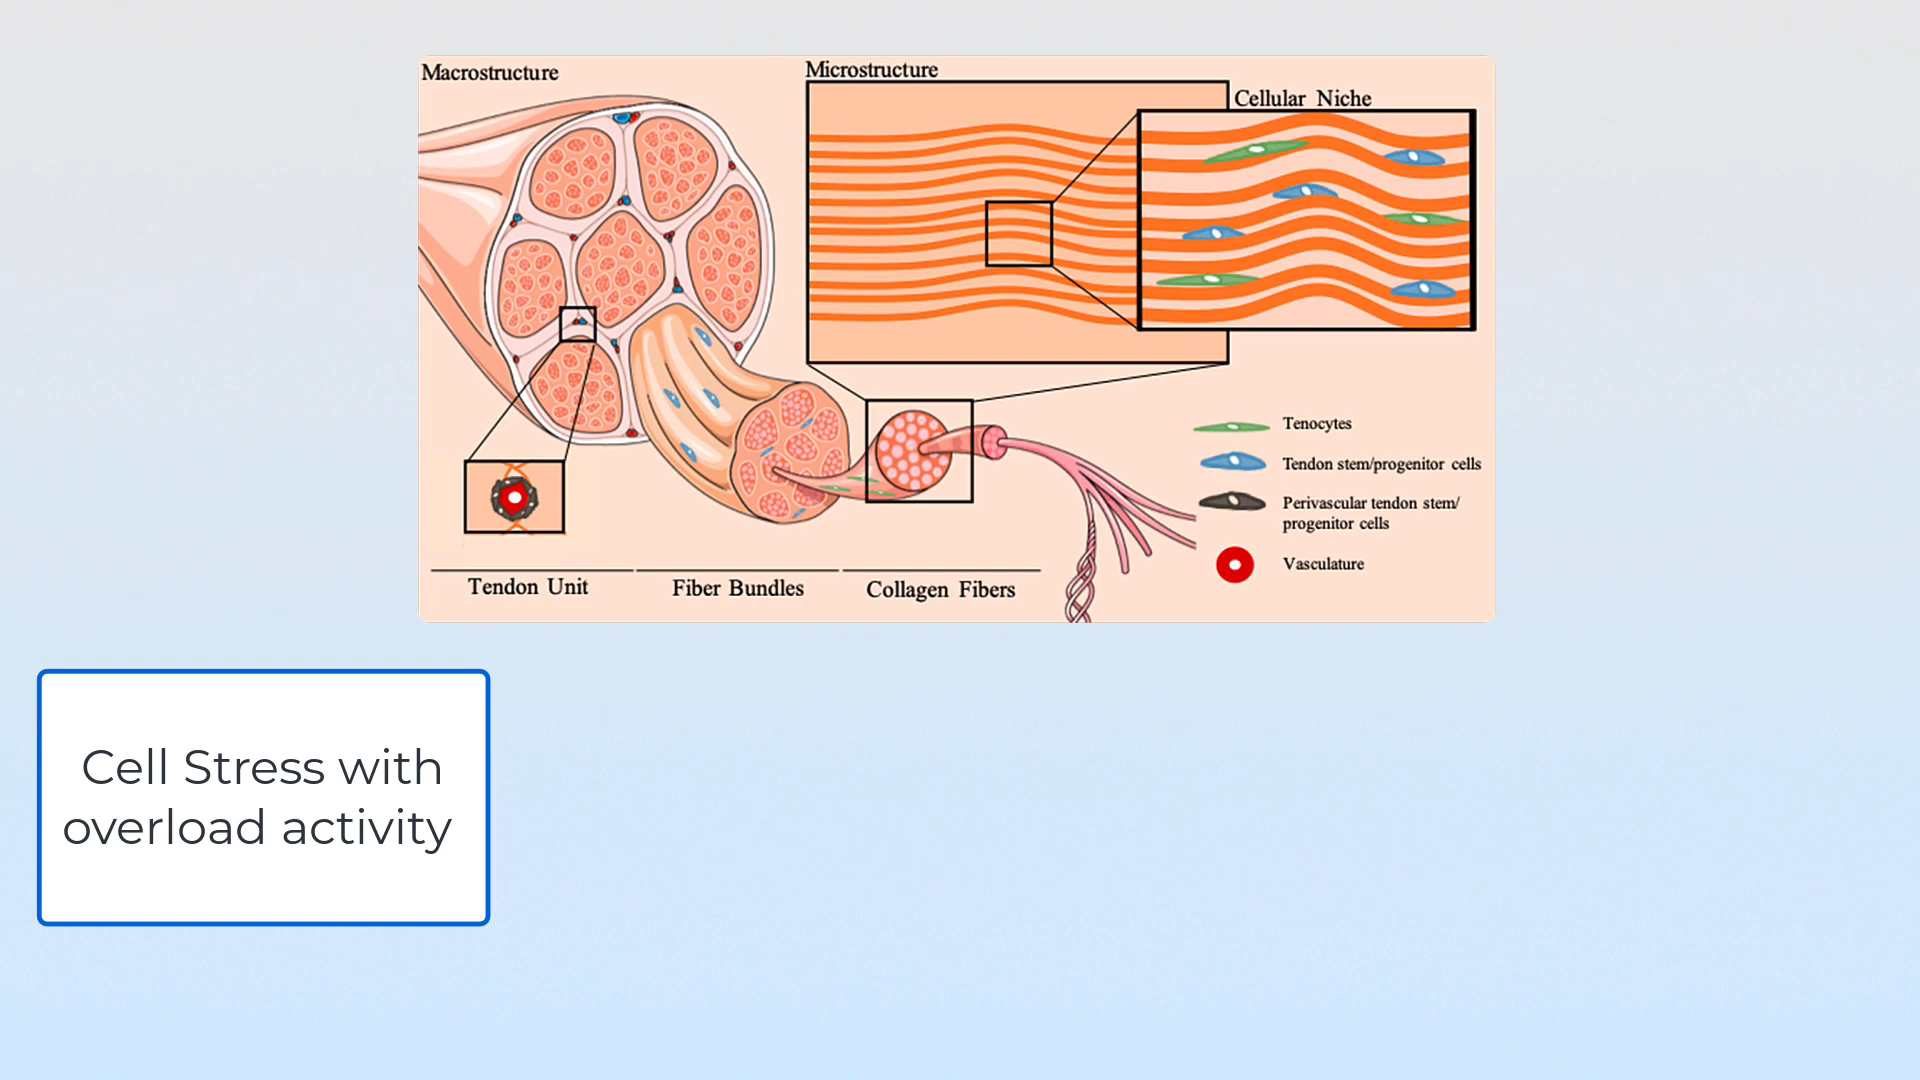 Macrostructure
Microstructure
Cellular Niche
Tenocytes
Tendon stem/progenitor cells
Perivascular tendon stem/
progenitor cells
Vasculature
Tendon Unit
Fiber Bundles
Collagen Fibers
Cell Stress with
overload activity